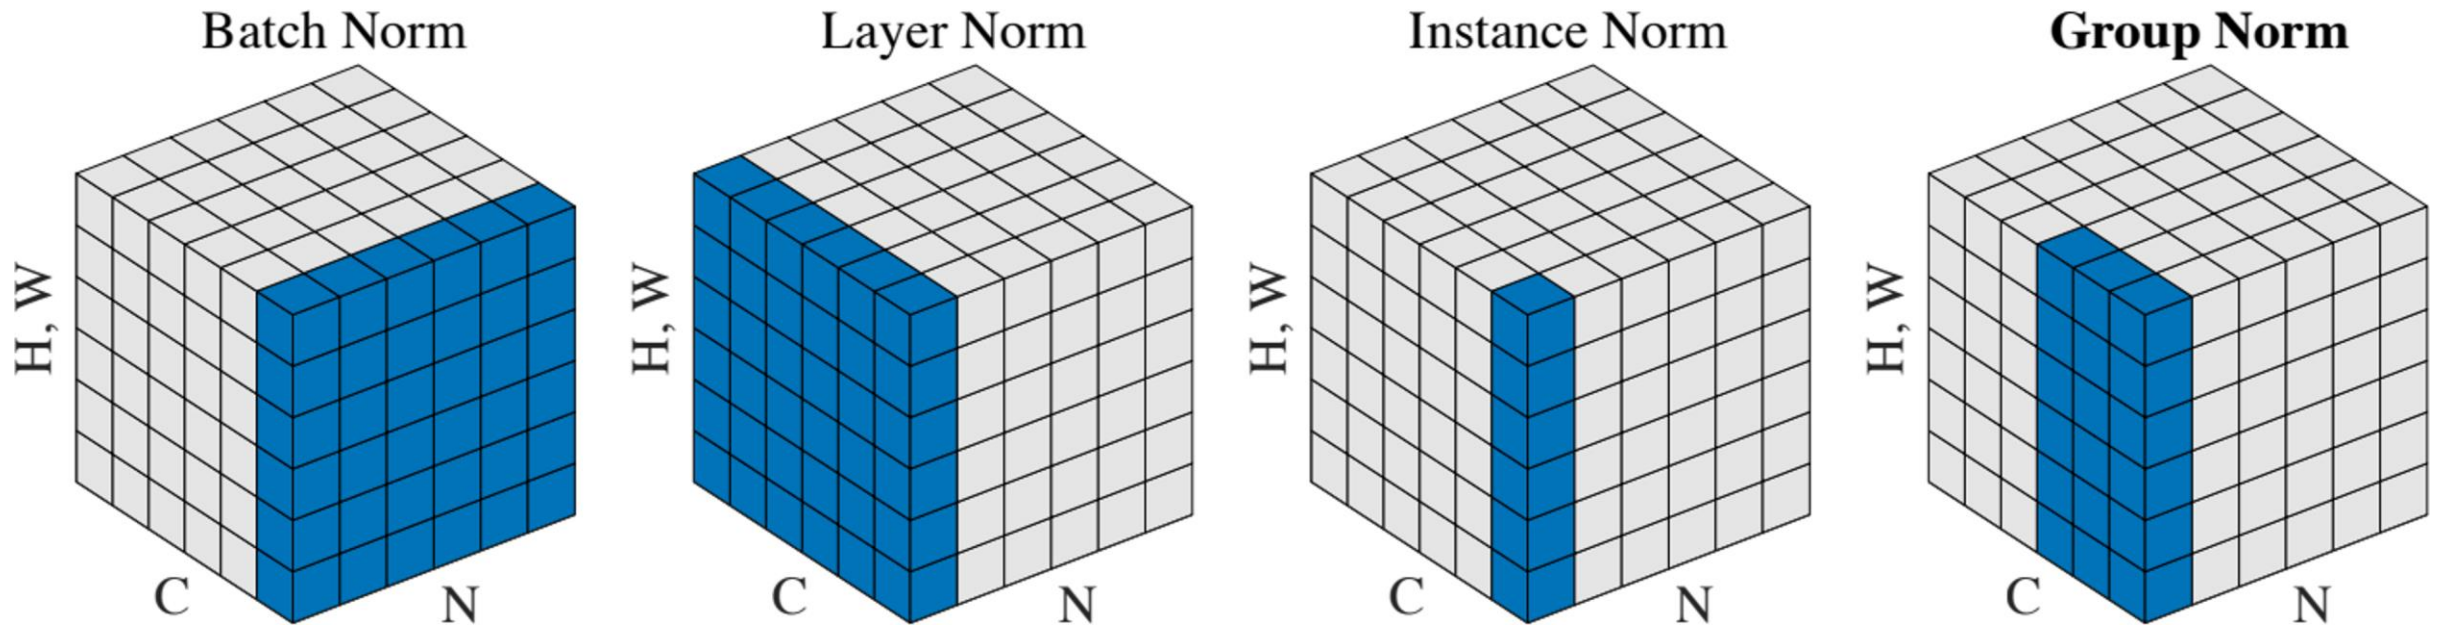 Batch Norm
Layer Norm
Instance Norm
Group Norm
H, W
C
N
H, W
C
N
H, W
C
N
H, W
C
N